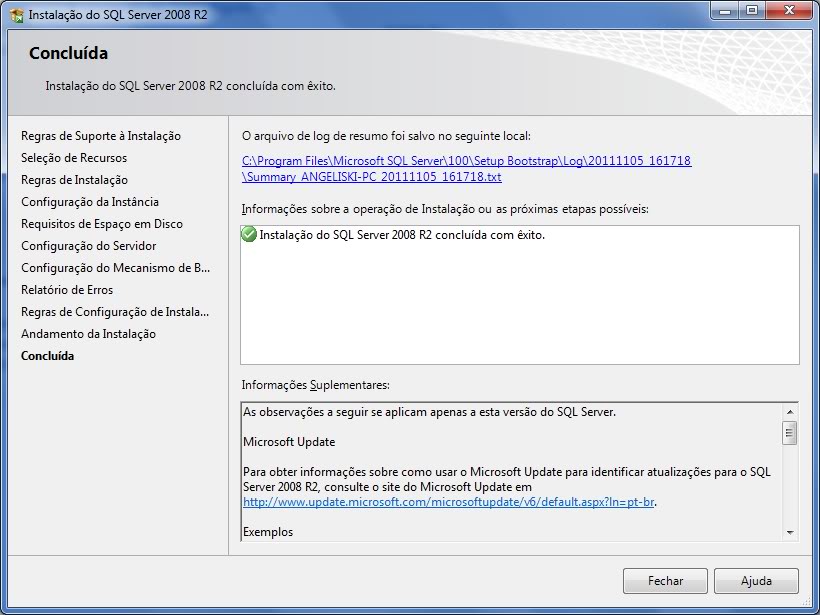 Instalação do SQL Server 2008 R2
Concluída
Instalação do SQL Server 2008 R2 concluída com êxito.
Regras de Suporte à Instalação
Seleção de Recursos
Regras de Instalação
Configuração da Instância
Requisitos de Espaço em Disco
Configuração do Servidor
Configuração do Mecanismo de B...
Relatório de Erros
Regras de Configuração de Instala...
Andamento da Instalação
Concluída
O arquivo de log de resumo foi salvo no seguinte local:
C:\Program Files\Microsoft SQL Server\100\Setup Bootstrap\Log\20111105_161718
\Summary_ANGELISKI-PC_20111105_161718.txt
Informações sobre a operação de Instalação ou as próximas etapas possíveis:
Instalação do SQL Server 2008 R2 concluída com êxito.
Informações Suplementares:
As observações a seguir se aplicam apenas a esta versão do SQL Server.
Microsoft Update
Para obter informações sobre como usar o Microsoft Update para identificar atualizações para o SQL
Server 2008 R2, consulte o site do Microsoft Update em
http://www.update.microsoft.com/microsoftupdate/v6/default.aspx?ln=pt-br.
Exemplos
Fechar
Ajuda